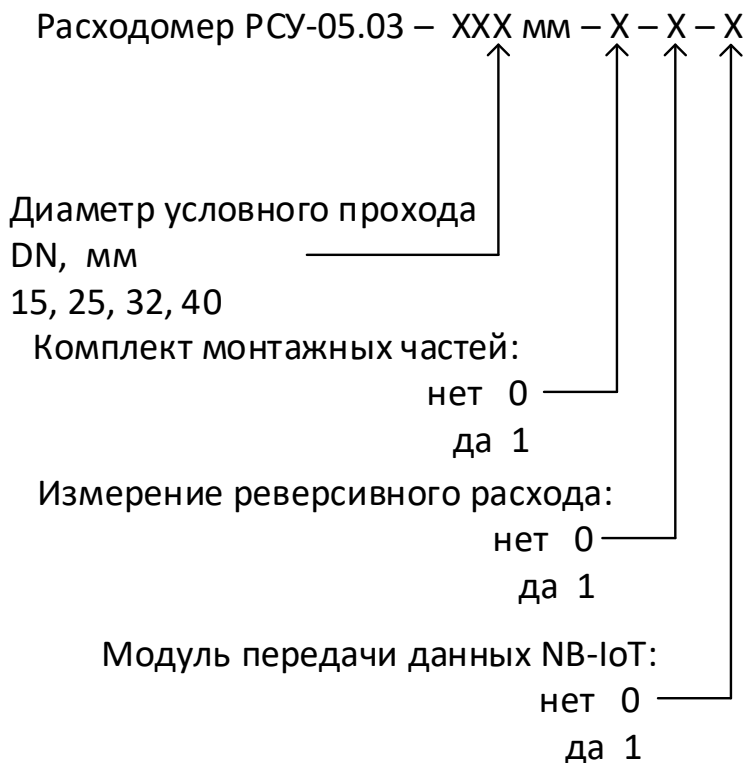 Расходомер РСУ-05.03 – ХХХ мм – Х – Х – Х
Диаметр условного прохода
DN, мм
15, 25, 32, 40
Комплект монтажных частей:
нет 0
да 1
Измерение реверсивного расхода:
нет 0
да 1
Модуль передачи данных NB-IoT:
нет 0
да 1